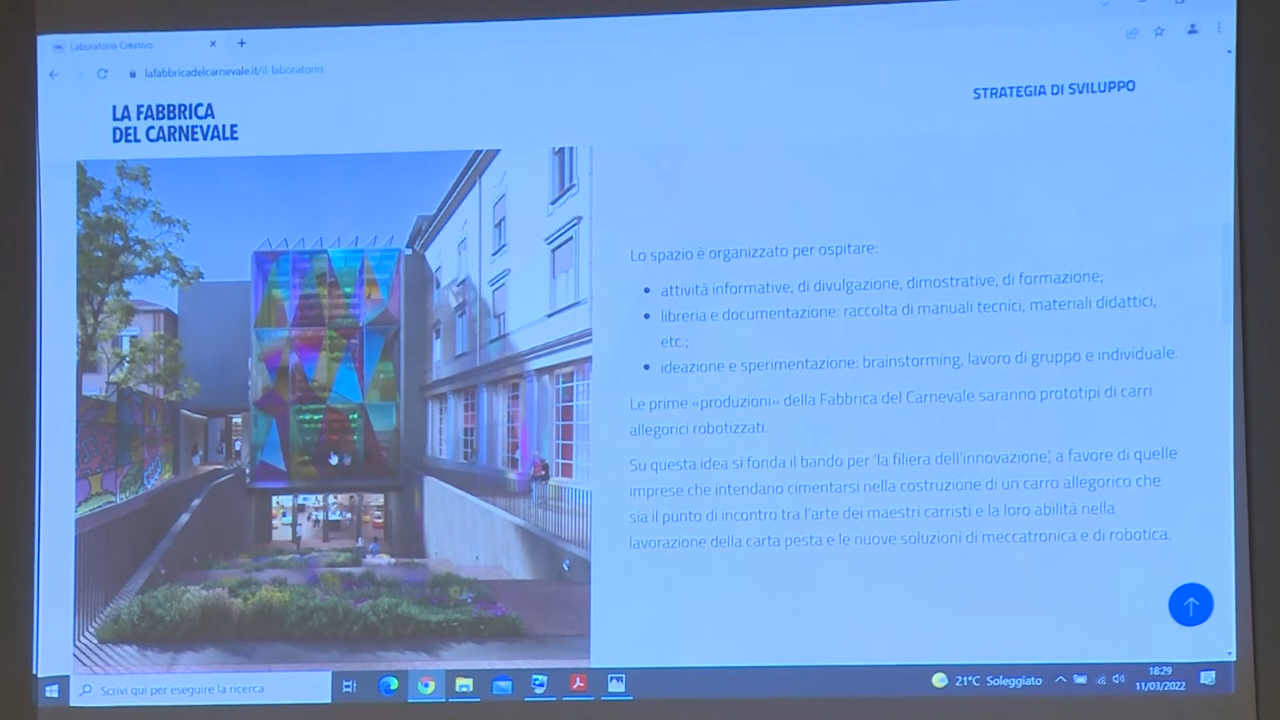 Laboratorio Creativo
lafabbricadelcarnevale.it/il-laboratorio
LA FABBRICA
DEL CARNEVALE
STRATEGIA DI SVILUPPO
Lo spazio è organizzato per ospitare:
attività informative, di divulgazione, dimostrative, di formazione;
libreria e documentazione: raccolta di manuali tecnici, materiali didattici,
etc.;
ideazione e sperimentazione: brainstorming, lavoro di gruppo e individuale.
Le prime «produzioni» della Fabbrica del Carnevale saranno prototipi di carri
allegorici robotizzati.
Su questa idea si fonda il bando per 'la filiera dell'innovazione', a favore di quelle
imprese che intendano cimentarsi nella costruzione di un carro allegorico che
sia il punto di incontro tra l'arte dei maestri carristi e la loro abilità nella
lavorazione della carta pesta e le nuove soluzioni di meccatronica e di robotica.
Scrivi qui per eseguire la ricerca
21°C Soleggiato
18:29
11/03/2022